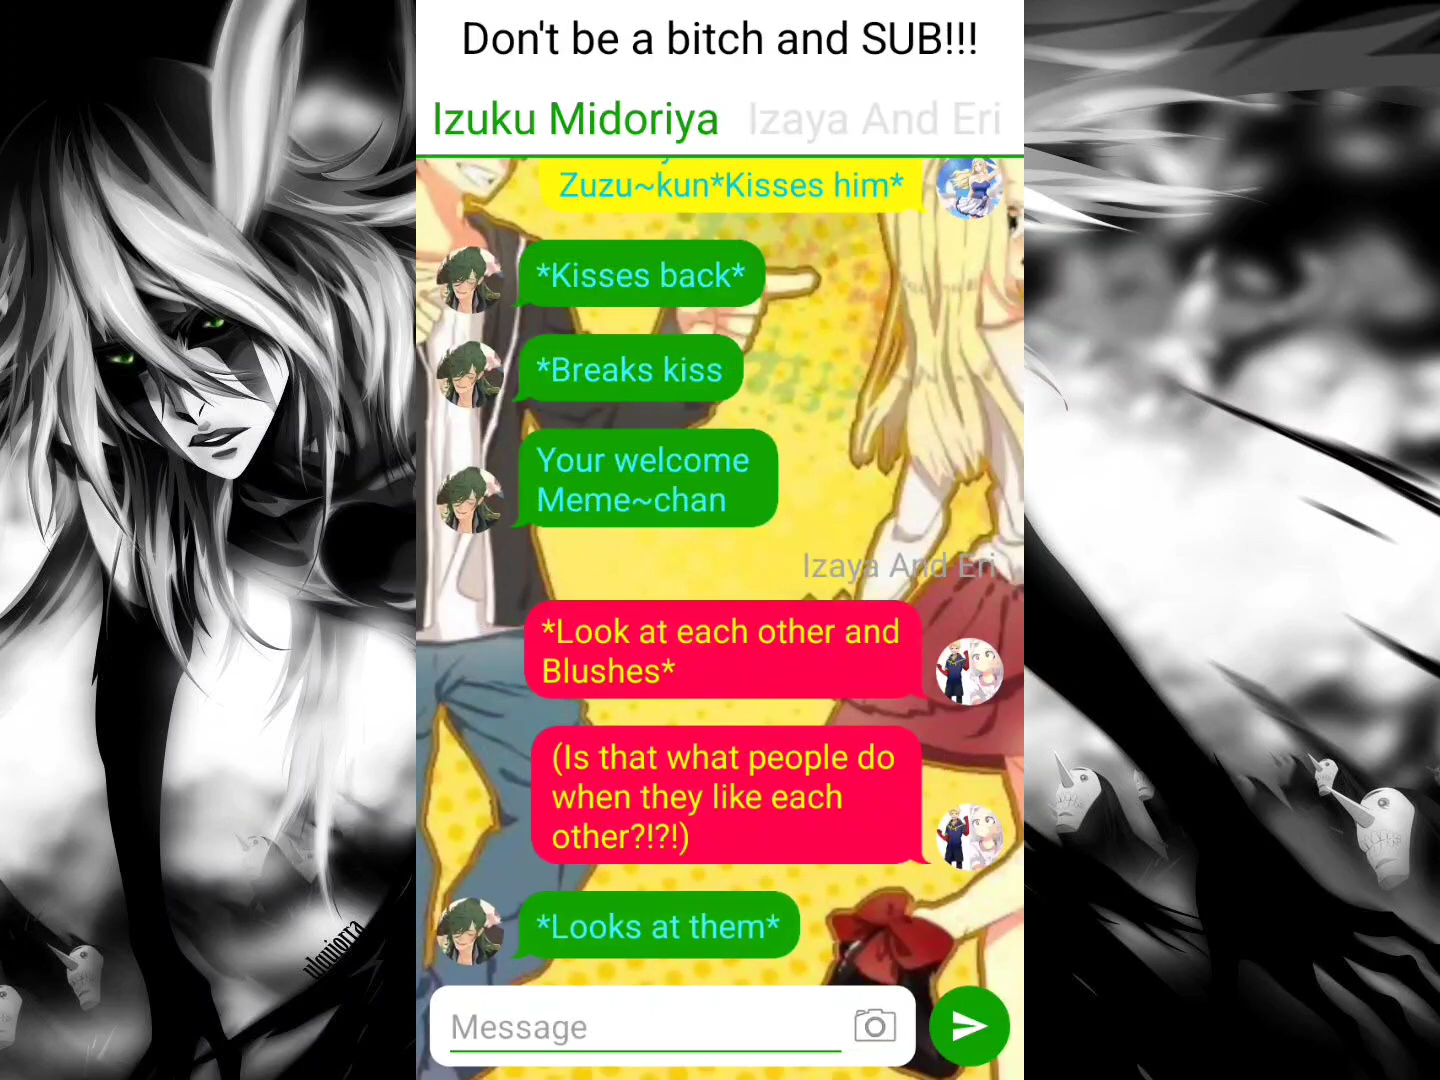 Don't be a bitch and SUB!!!
Izuku Midoriya Izaya And Eri
Zuzu~kun*Kisses him*
*Kisses back*
*Breaks kiss
Your welcome
Meme~chan
Izaya And Eri
*Look at each other and
Blushes*
(Is that what people do
when they like each
other?!?!)
*Looks at them*
Message
ulquiorra